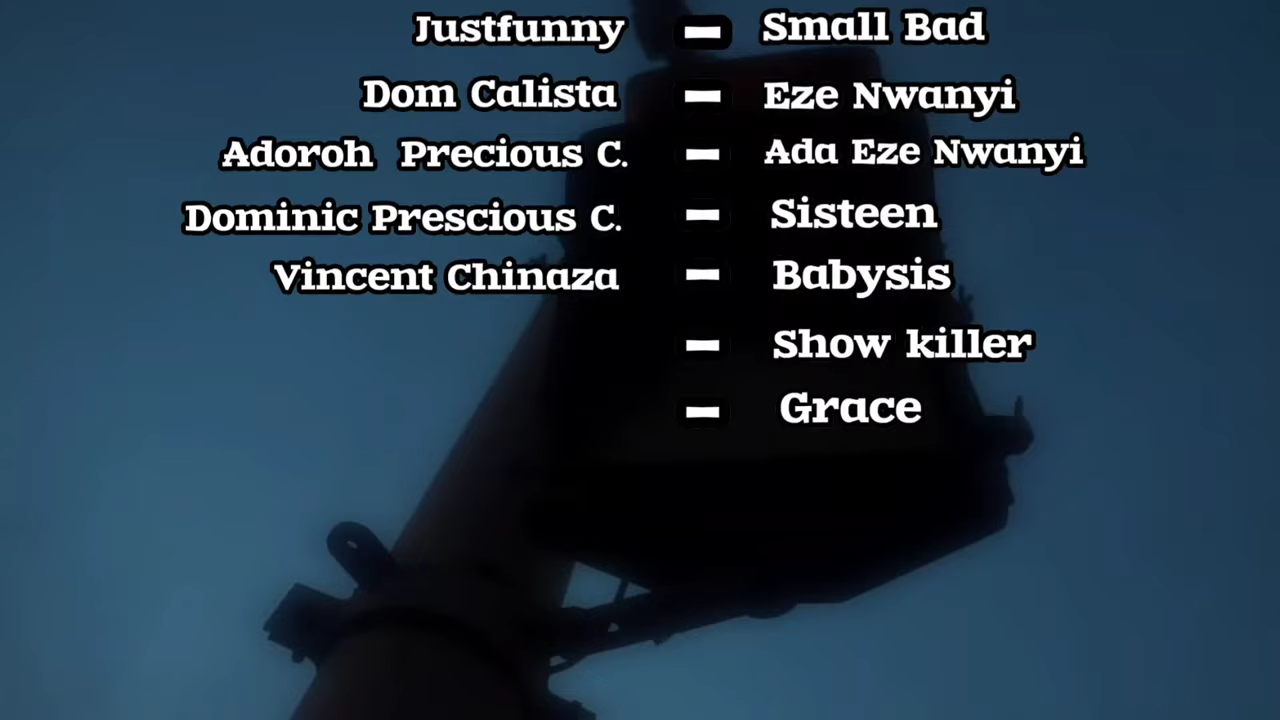 Justfunny - Small Bad
Dom Calista - Eze Nwanyi
Adoroh Precious C. - Ada Eze Nwanyi
Dominic Prescious C. - Sisteen
Vincent Chinaza - Babysis
- Show killer
- Grace